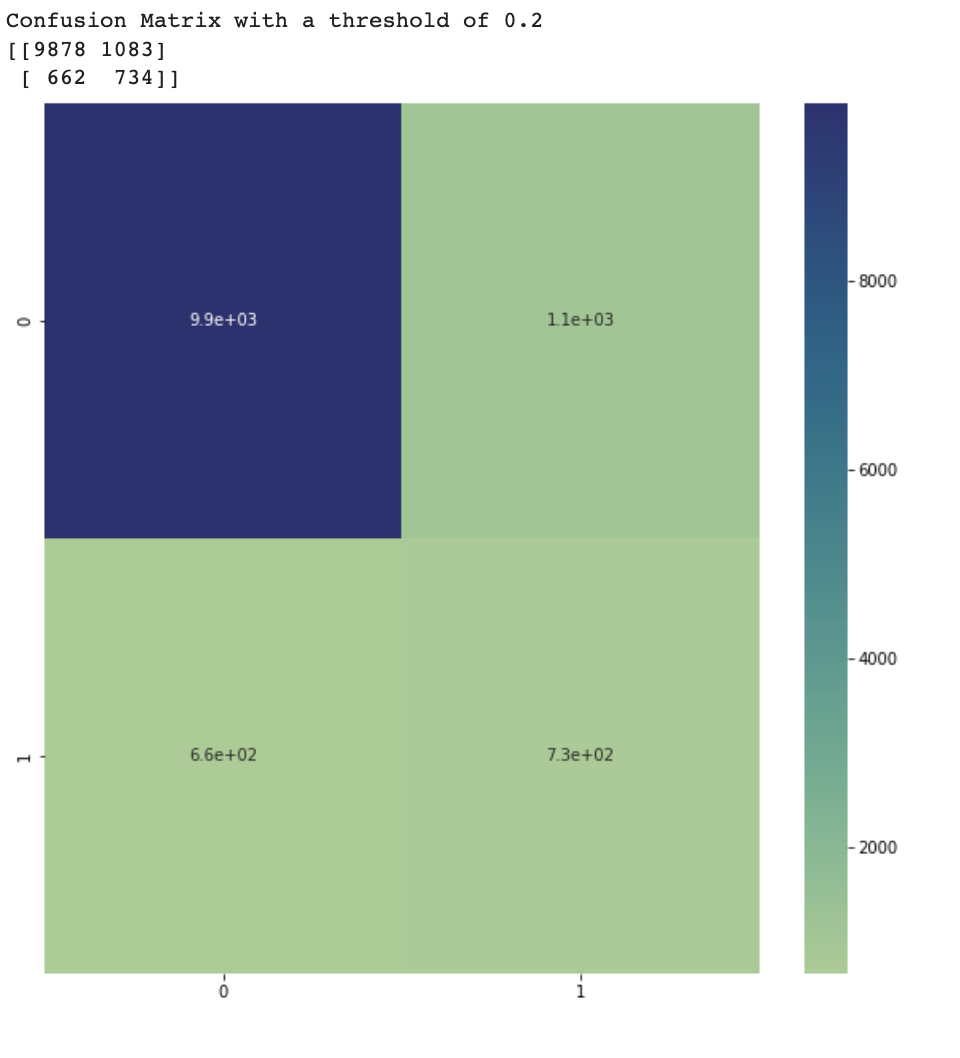 Confusion Matrix with a threshold of 0.2
[[9878 1083]
 [ 662  734]]
8000
0 9.9e+03 1.1e+03
6000
4000
1 6.6e+02 7.3e+02
2000
0 1